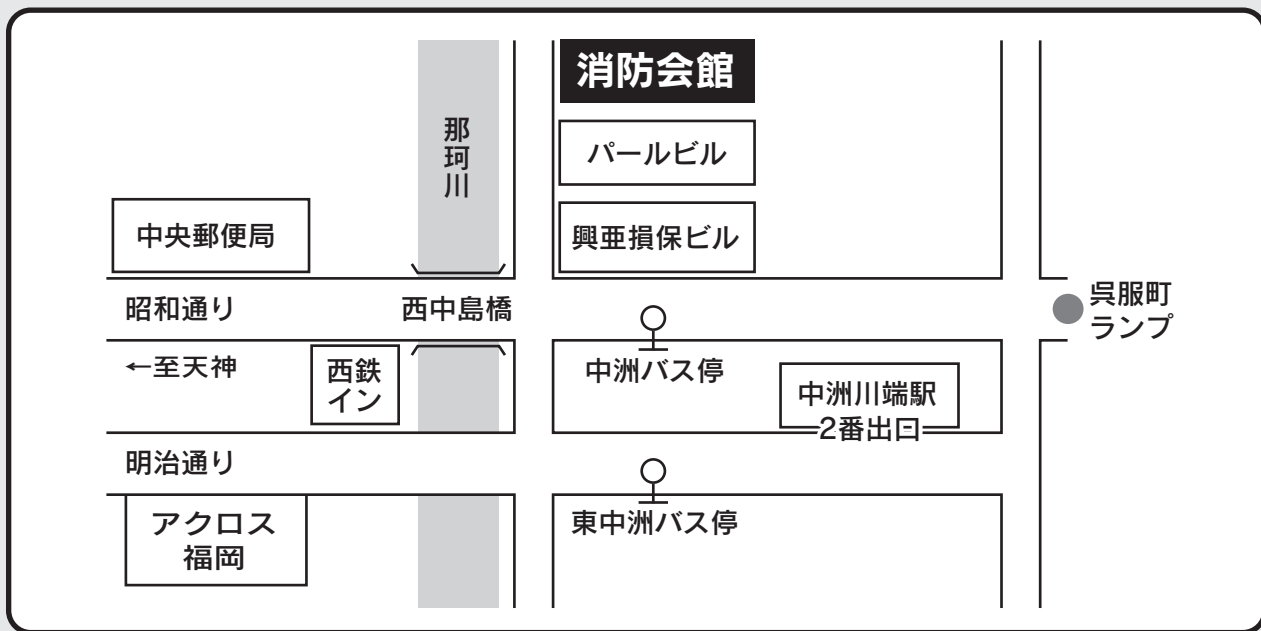 消防会館
那珂川
パールビル
中央郵便局
興亜損保ビル
昭和通り
西中島橋
呉服町
ランプ
←至天神
西鉄
イン
中洲バス停
中洲川端駅
2番出口
明治通り
アクロス
福岡
東中洲バス停